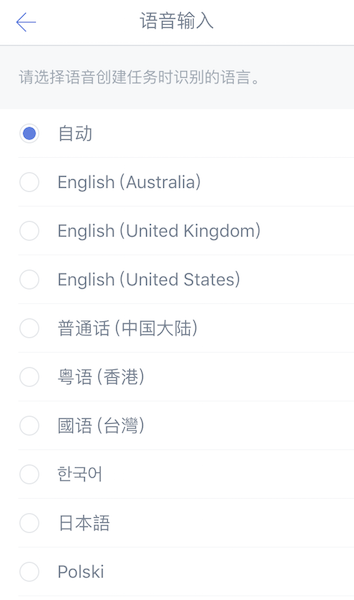 语音输入
请选择语音创建任务时识别的语言。
自动
English (Australia)
English (United Kingdom)
English (United States)
普通话 (中国大陆)
粤语 (香港)
國语 (台灣)
한국어
日本語
Polski